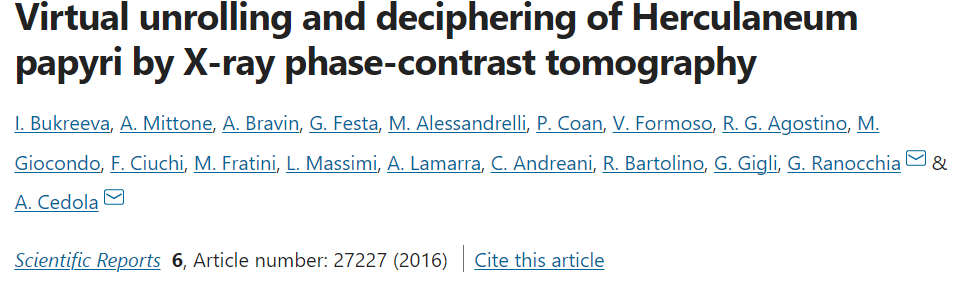 Virtual unrolling and deciphering of Herculaneum
papyri by X-ray phase-contrast tomography
I. Bukreeva, A. Mittone, A. Bravin, G. Festa, M. Alessandrelli, P. Coan, V. Formoso, R. G. Agostino, M.
Giocondo, F. Ciuchi, M. Fratini, L. Massimi, A. Lamarra, C. Andreani, R. Bartolino, G. Gigli, G. Ranocchia &
A. Cedola
Scientific Reports 6, Article number: 27227 (2016) Cite this article